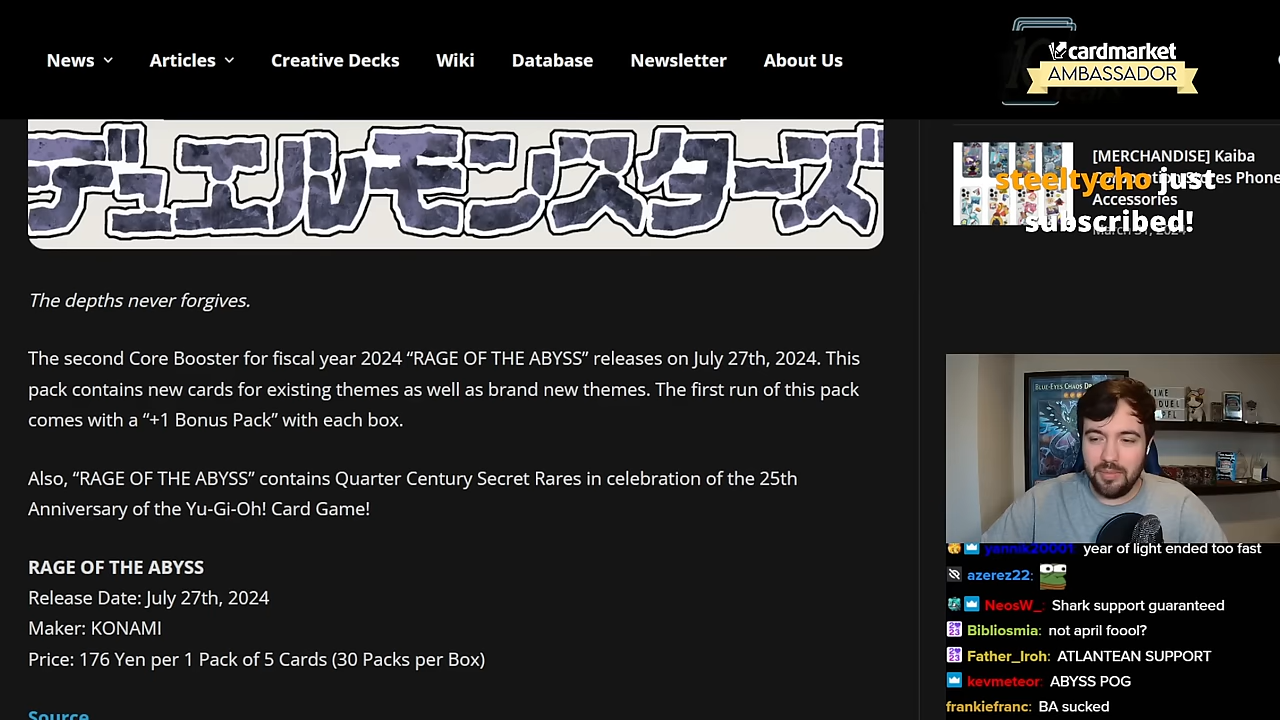 News
Articles
Creative Decks
Wiki
Database
Newsletter
About Us
cardmarket
AMBASSADOR
デュエルモンスターズ
The depths never forgives.
The second Core Booster for fiscal year 2024 “RAGE OF THE ABYSS” releases on July 27th, 2024. This
pack contains new cards for existing themes as well as brand new themes. The first run of this pack
comes with a “+1 Bonus Pack” with each box.
Also, “RAGE OF THE ABYSS” contains Quarter Century Secret Rares in celebration of the 25th
Anniversary of the Yu-Gi-Oh! Card Game!
RAGE OF THE ABYSS
Release Date: July 27th, 2024
Maker: KONAMI
Price: 176 Yen per 1 Pack of 5 Cards (30 Packs per Box)
Source
[MERCHANDISE] Kaiba
Phone
Accessories
steeltycho just
subscribed!
BLUE-EYES CHAOS
yannik20001 year of light ended too fast
azerez22:
NeosW_: Shark support guaranteed
Bibliosmia: not april foool?
Father_Iroh: ATLANTEAN SUPPORT
kevmeteor: ABYSS POG
frankiefranc: BA sucked